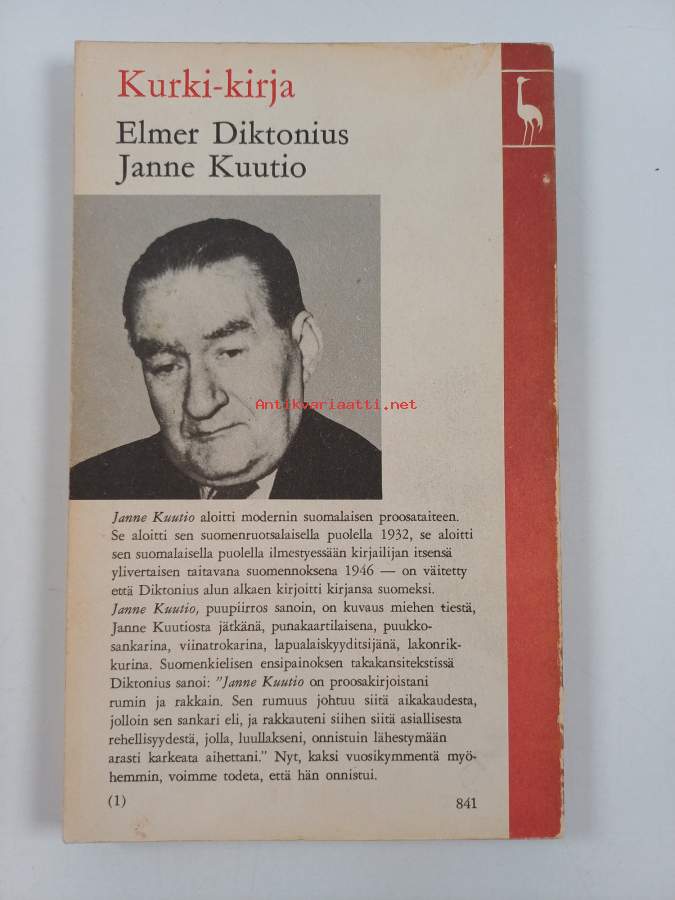 Kurki-kirja
Elmer Diktonius
Janne Kuutio
Antikvariaatti.net
Janne Kuutio aloitti modernin suomalaisen proosataiteen.
Se aloitti sen suomenruotsalaisella puolella 1932, se aloitti
sen suomalaisella puolella ilmestyessään kirjailijan itsensä
ylivertaisen taitavana suomennoksena 1946 — on väitetty
että Diktonius alun alkaen kirjoitti kirjansa suomeksi.
Janne Kuutio, puupiirros sanoin, on kuvaus miehen tiestä,
Janne Kuutiosta jätkänä, punakaartilaisena, puukko-
sankarina, viinatrokarina, lapualaiskyyditsijänä, lakonrik-
kurina. Suomenkielisen ensipainoksen takakansitekstissä
Diktonius sanoi: ”Janne Kuutio on proosakirjoistani
rumin ja rakkain. Sen rumuus johtuu siitä aikakaudesta,
jolloin sen sankari eli, ja rakkauteni siihen siitä asiallisesta
rehellisyydestä, jolla, luullakseni, onnistuin lähestymään
arasti karkeata aihettani.” Nyt, kaksi vuosikymmentä myö-
hemmin, voimme todeta, että hän onnistui.
(1) 841